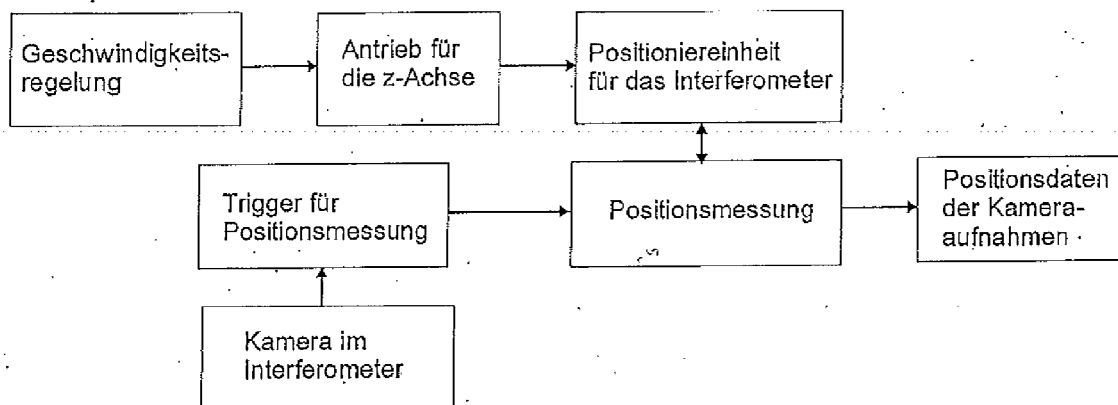 Geschwindigkeits-
regelung
Antrieb für
die z-Achse
Positioniereinheit
für das Interferometer
Trigger für
Positionsmessung
Positionsmessung
Positionsdaten
der Kamera-
aufnahmen
Kamera im
Interferometer